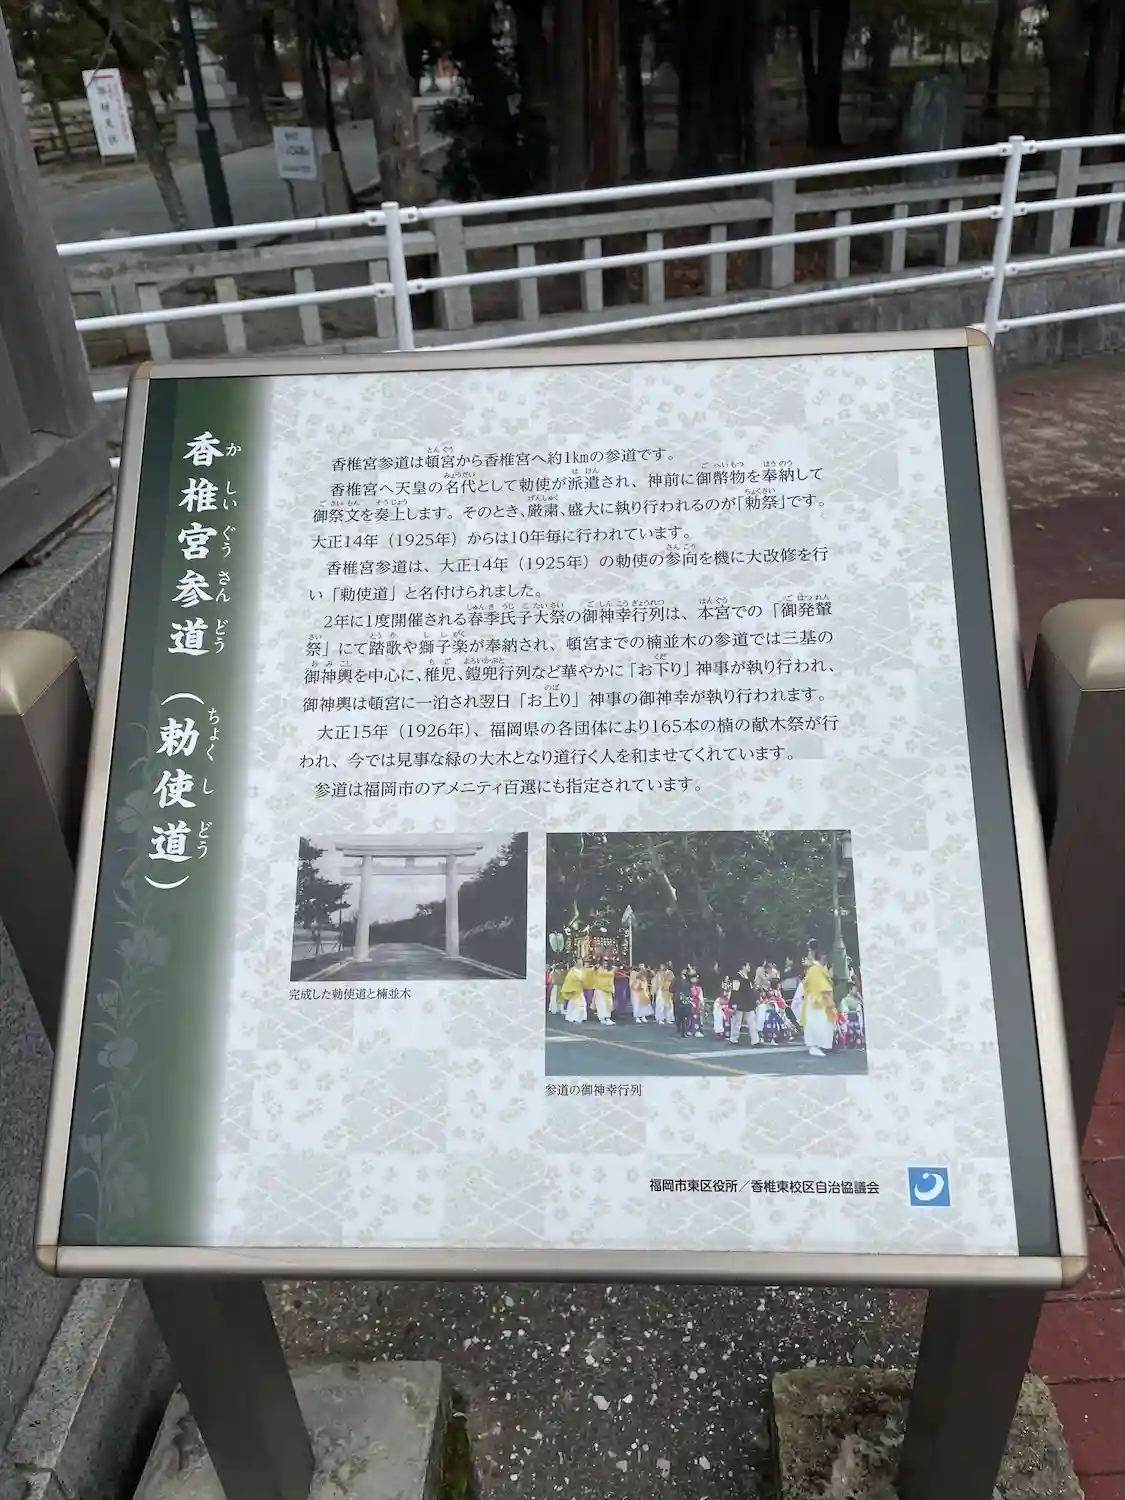 香椎宮参道（勅使道）
かしいぐうさんどう
ちょくしどう
香椎宮参道は頓宮から香椎宮へ約1kmの参道です。
香椎宮へ天皇の名代として勅使が派遣され、神前に御幣物を奉納して
御祭文を奏上します。そのとき、厳粛、盛大に執り行われるのが「勅祭」です。
大正14年（1925年）からは10年毎に行われています。
香椎宮参道は、大正14年（1925年）の勅使の参向を機に大改修を行
い「勅使道」と名付けられました。
2年に1度開催される春季氏子大祭の御神幸行列は、本宮での「御発輦
祭」にて踏歌や獅子楽が奉納され、頓宮までの楠並木の参道では三基の
御神輿を中心に、稚児、鎧兜行列など華やかに「お下り」神事が執り行われ、
御神輿は頓宮に一泊され翌日「お上り」神事の御神幸が執り行われます。
大正15年（1926年）、福岡県の各団体により165本の楠の献木祭が行
われ、今では見事な緑の大木となり道行く人を和ませてくれています。
参道は福岡市のアメニティ百選にも指定されています。
完成した勅使道と楠並木
参道の御神幸行列
福岡市東区役所／香椎東校区自治協議会